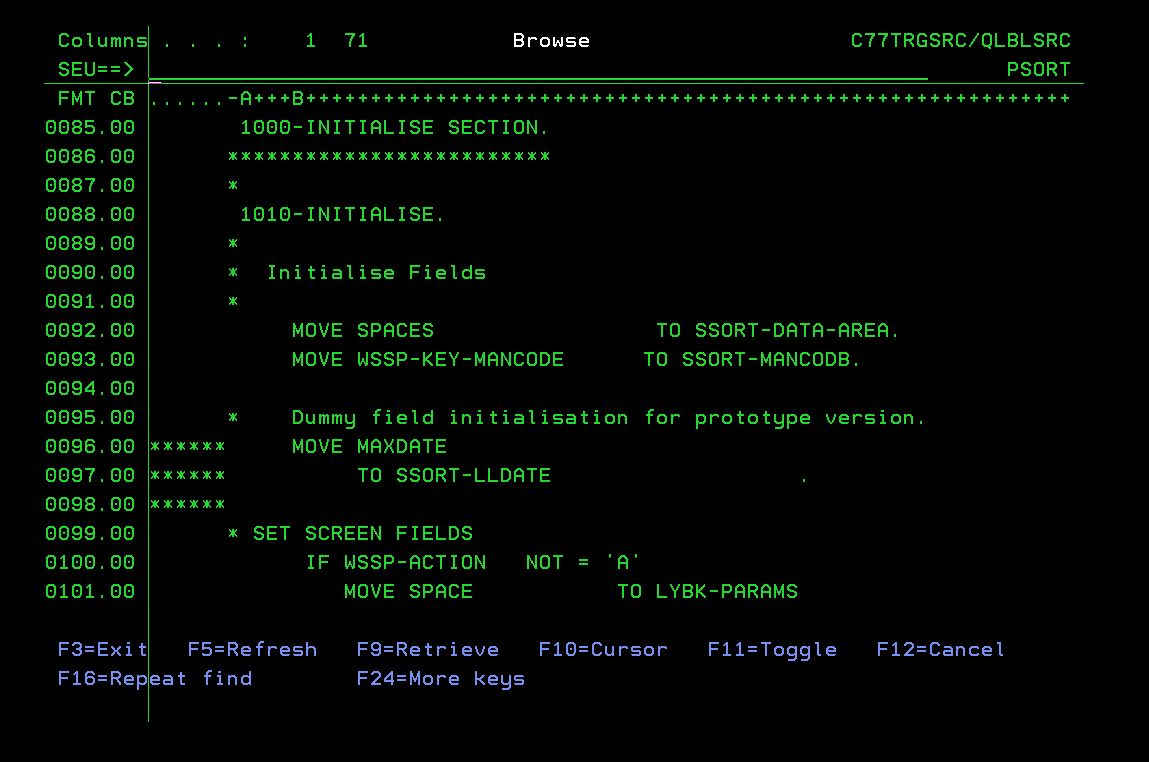 Columns . . . :    1  71           Browse                    C77TRGSRC/QLBLSRC
SEU==>                                                                   PSORT
FMT CB ......-A+++B+++++++++++++++++++++++++++++++++++++++++++++++++++++++++++
0085.00        1000-INITIALISE SECTION.
0086.00       *************************
0087.00       *
0088.00        1010-INITIALISE.
0089.00       *
0090.00       *  Initialise Fields
0091.00       *
0092.00            MOVE SPACES                 TO SSORT-DATA-AREA.
0093.00            MOVE WSSP-KEY-MANCODE      TO SSORT-MANCODB.
0094.00
0095.00       *    Dummy field initialisation for prototype version.
0096.00 ******     MOVE MAXDATE
0097.00 ******          TO SSORT-LLDATE                   .
0098.00 ******
0099.00       * SET SCREEN FIELDS
0100.00             IF WSSP-ACTION   NOT = 'A'
0101.00                MOVE SPACE           TO LYBK-PARAMS
F3=Exit   F5=Refresh   F9=Retrieve   F10=Cursor   F11=Toggle   F12=Cancel
F16=Repeat find        F24=More keys